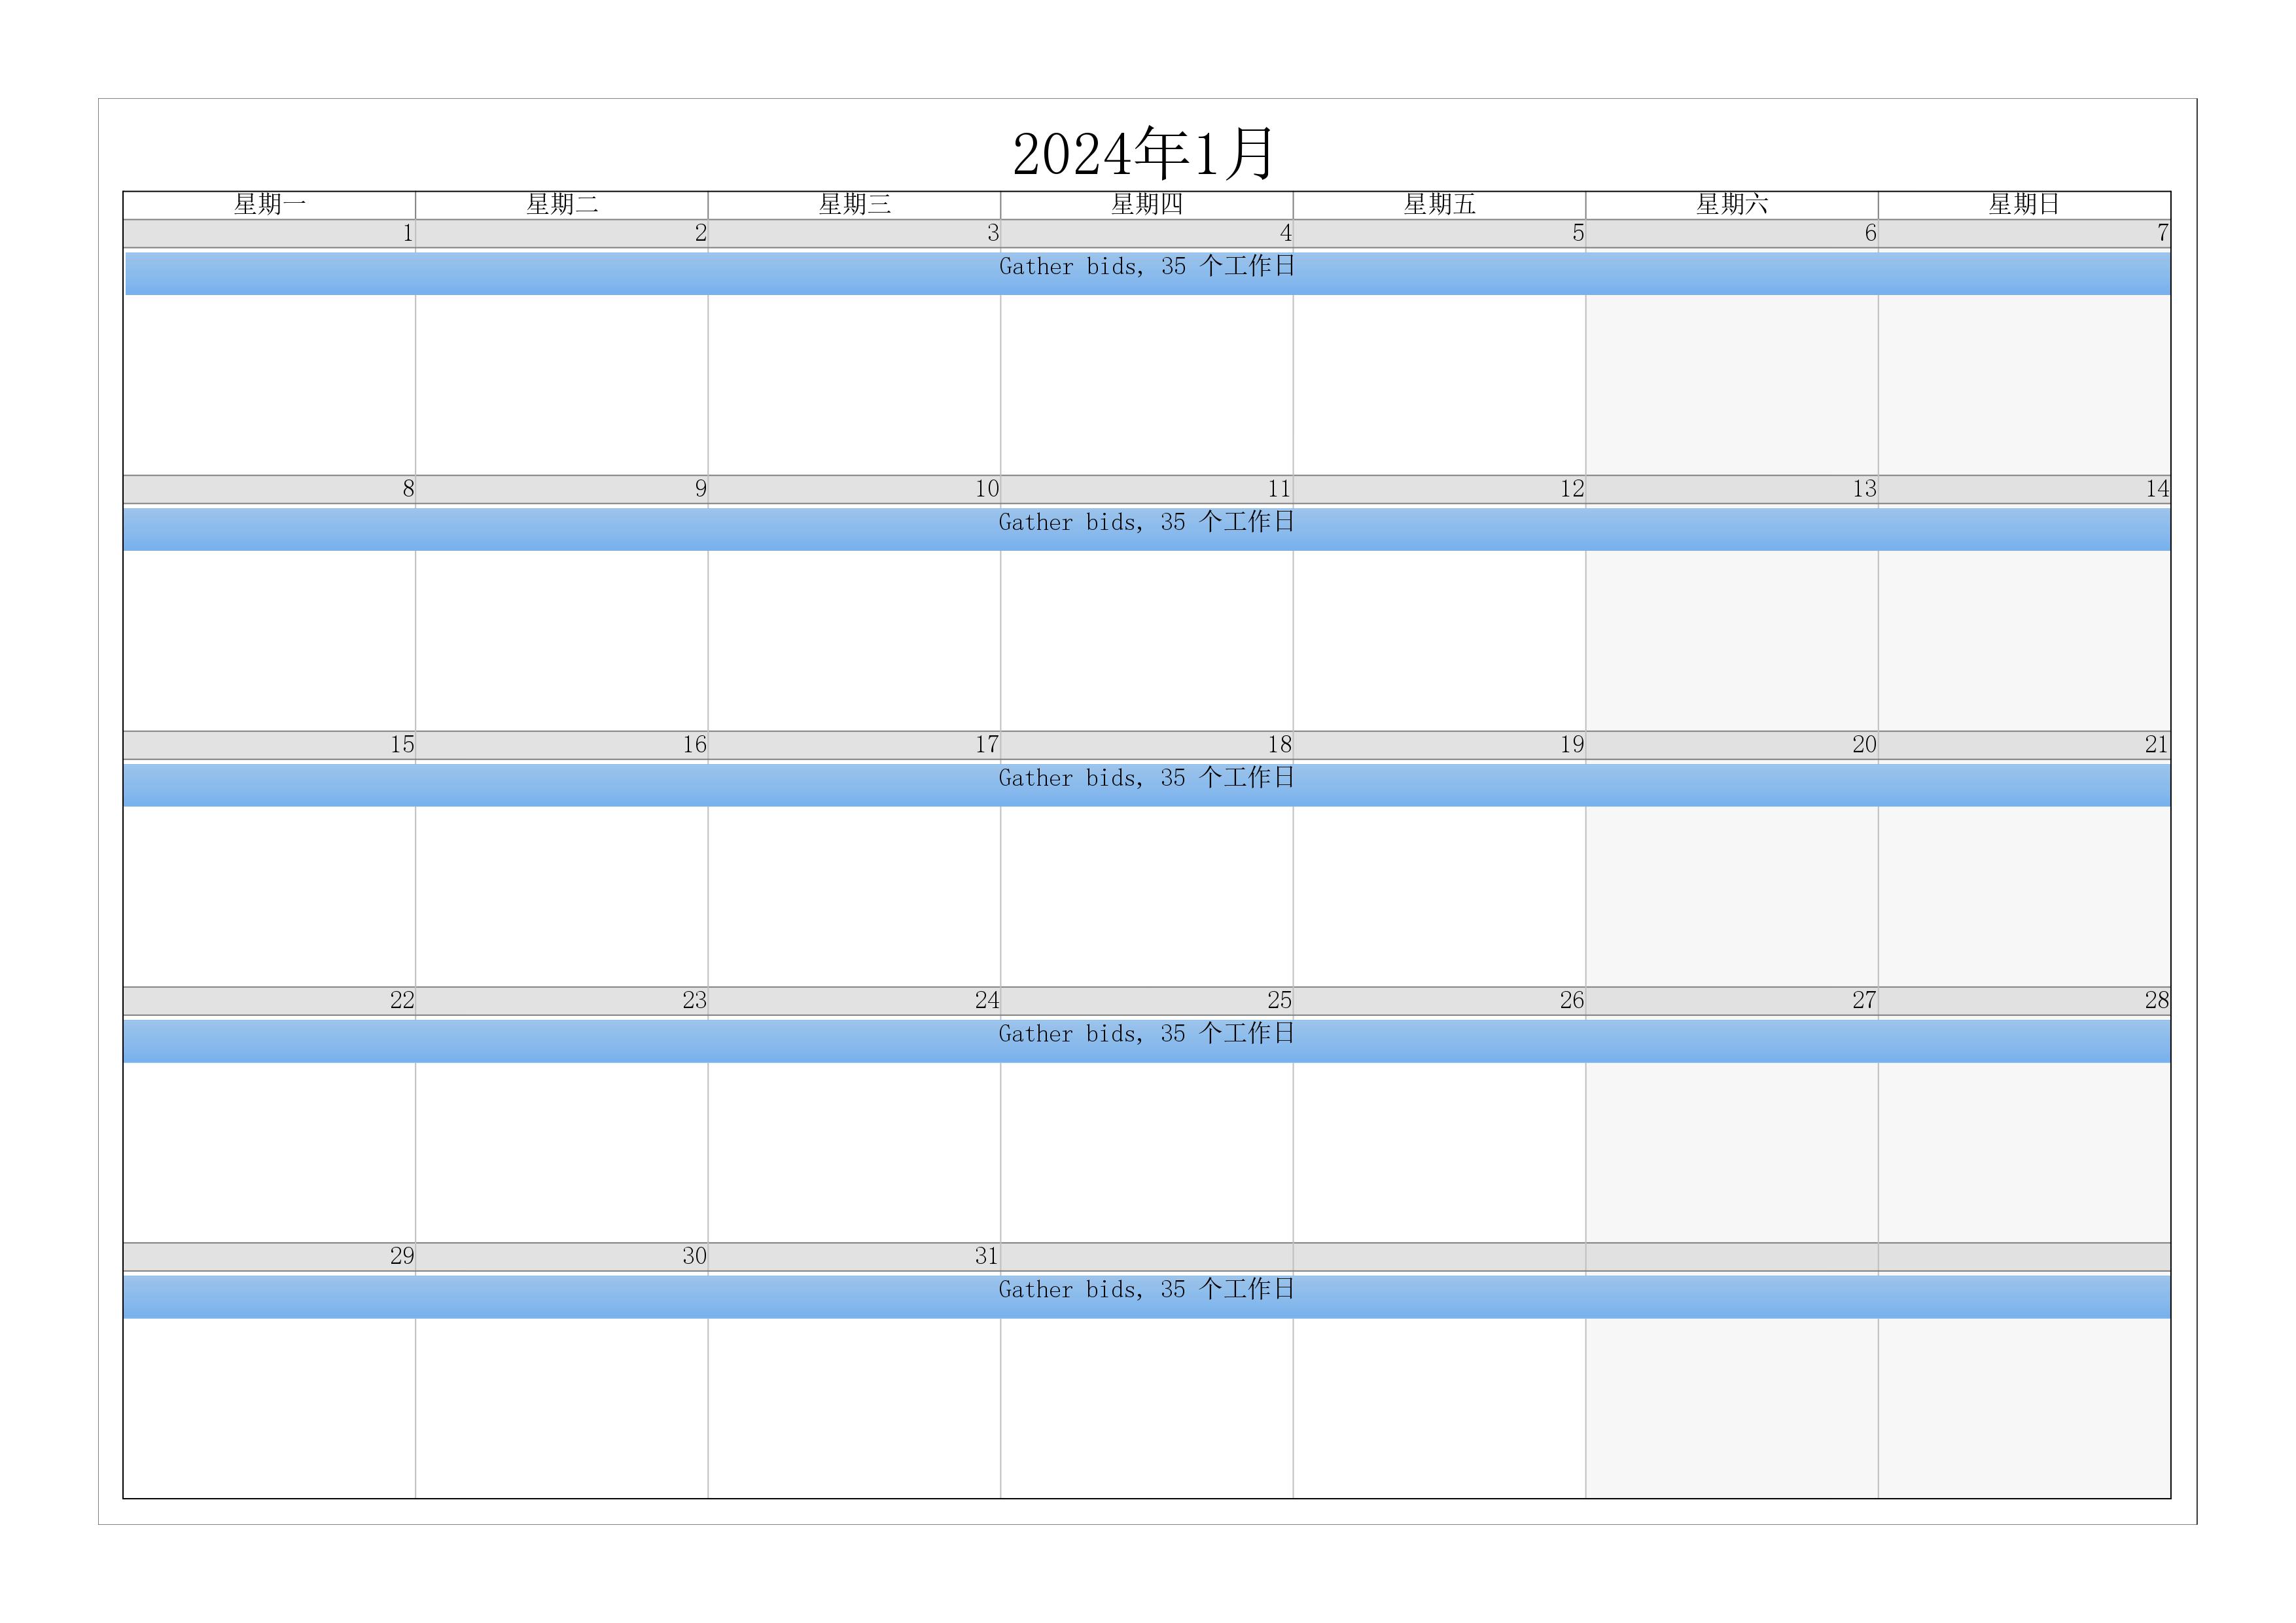 2024年1月
星期一 星期二 星期三 星期四 星期五 星期六 星期日
1 2 3 4 5 6 7
Gather bids, 35 个工作日
8 9 10 11 12 13 14
Gather bids, 35 个工作日
15 16 17 18 19 20 21
Gather bids, 35 个工作日
22 23 24 25 26 27 28
Gather bids, 35 个工作日
29 30 31
Gather bids, 35 个工作日